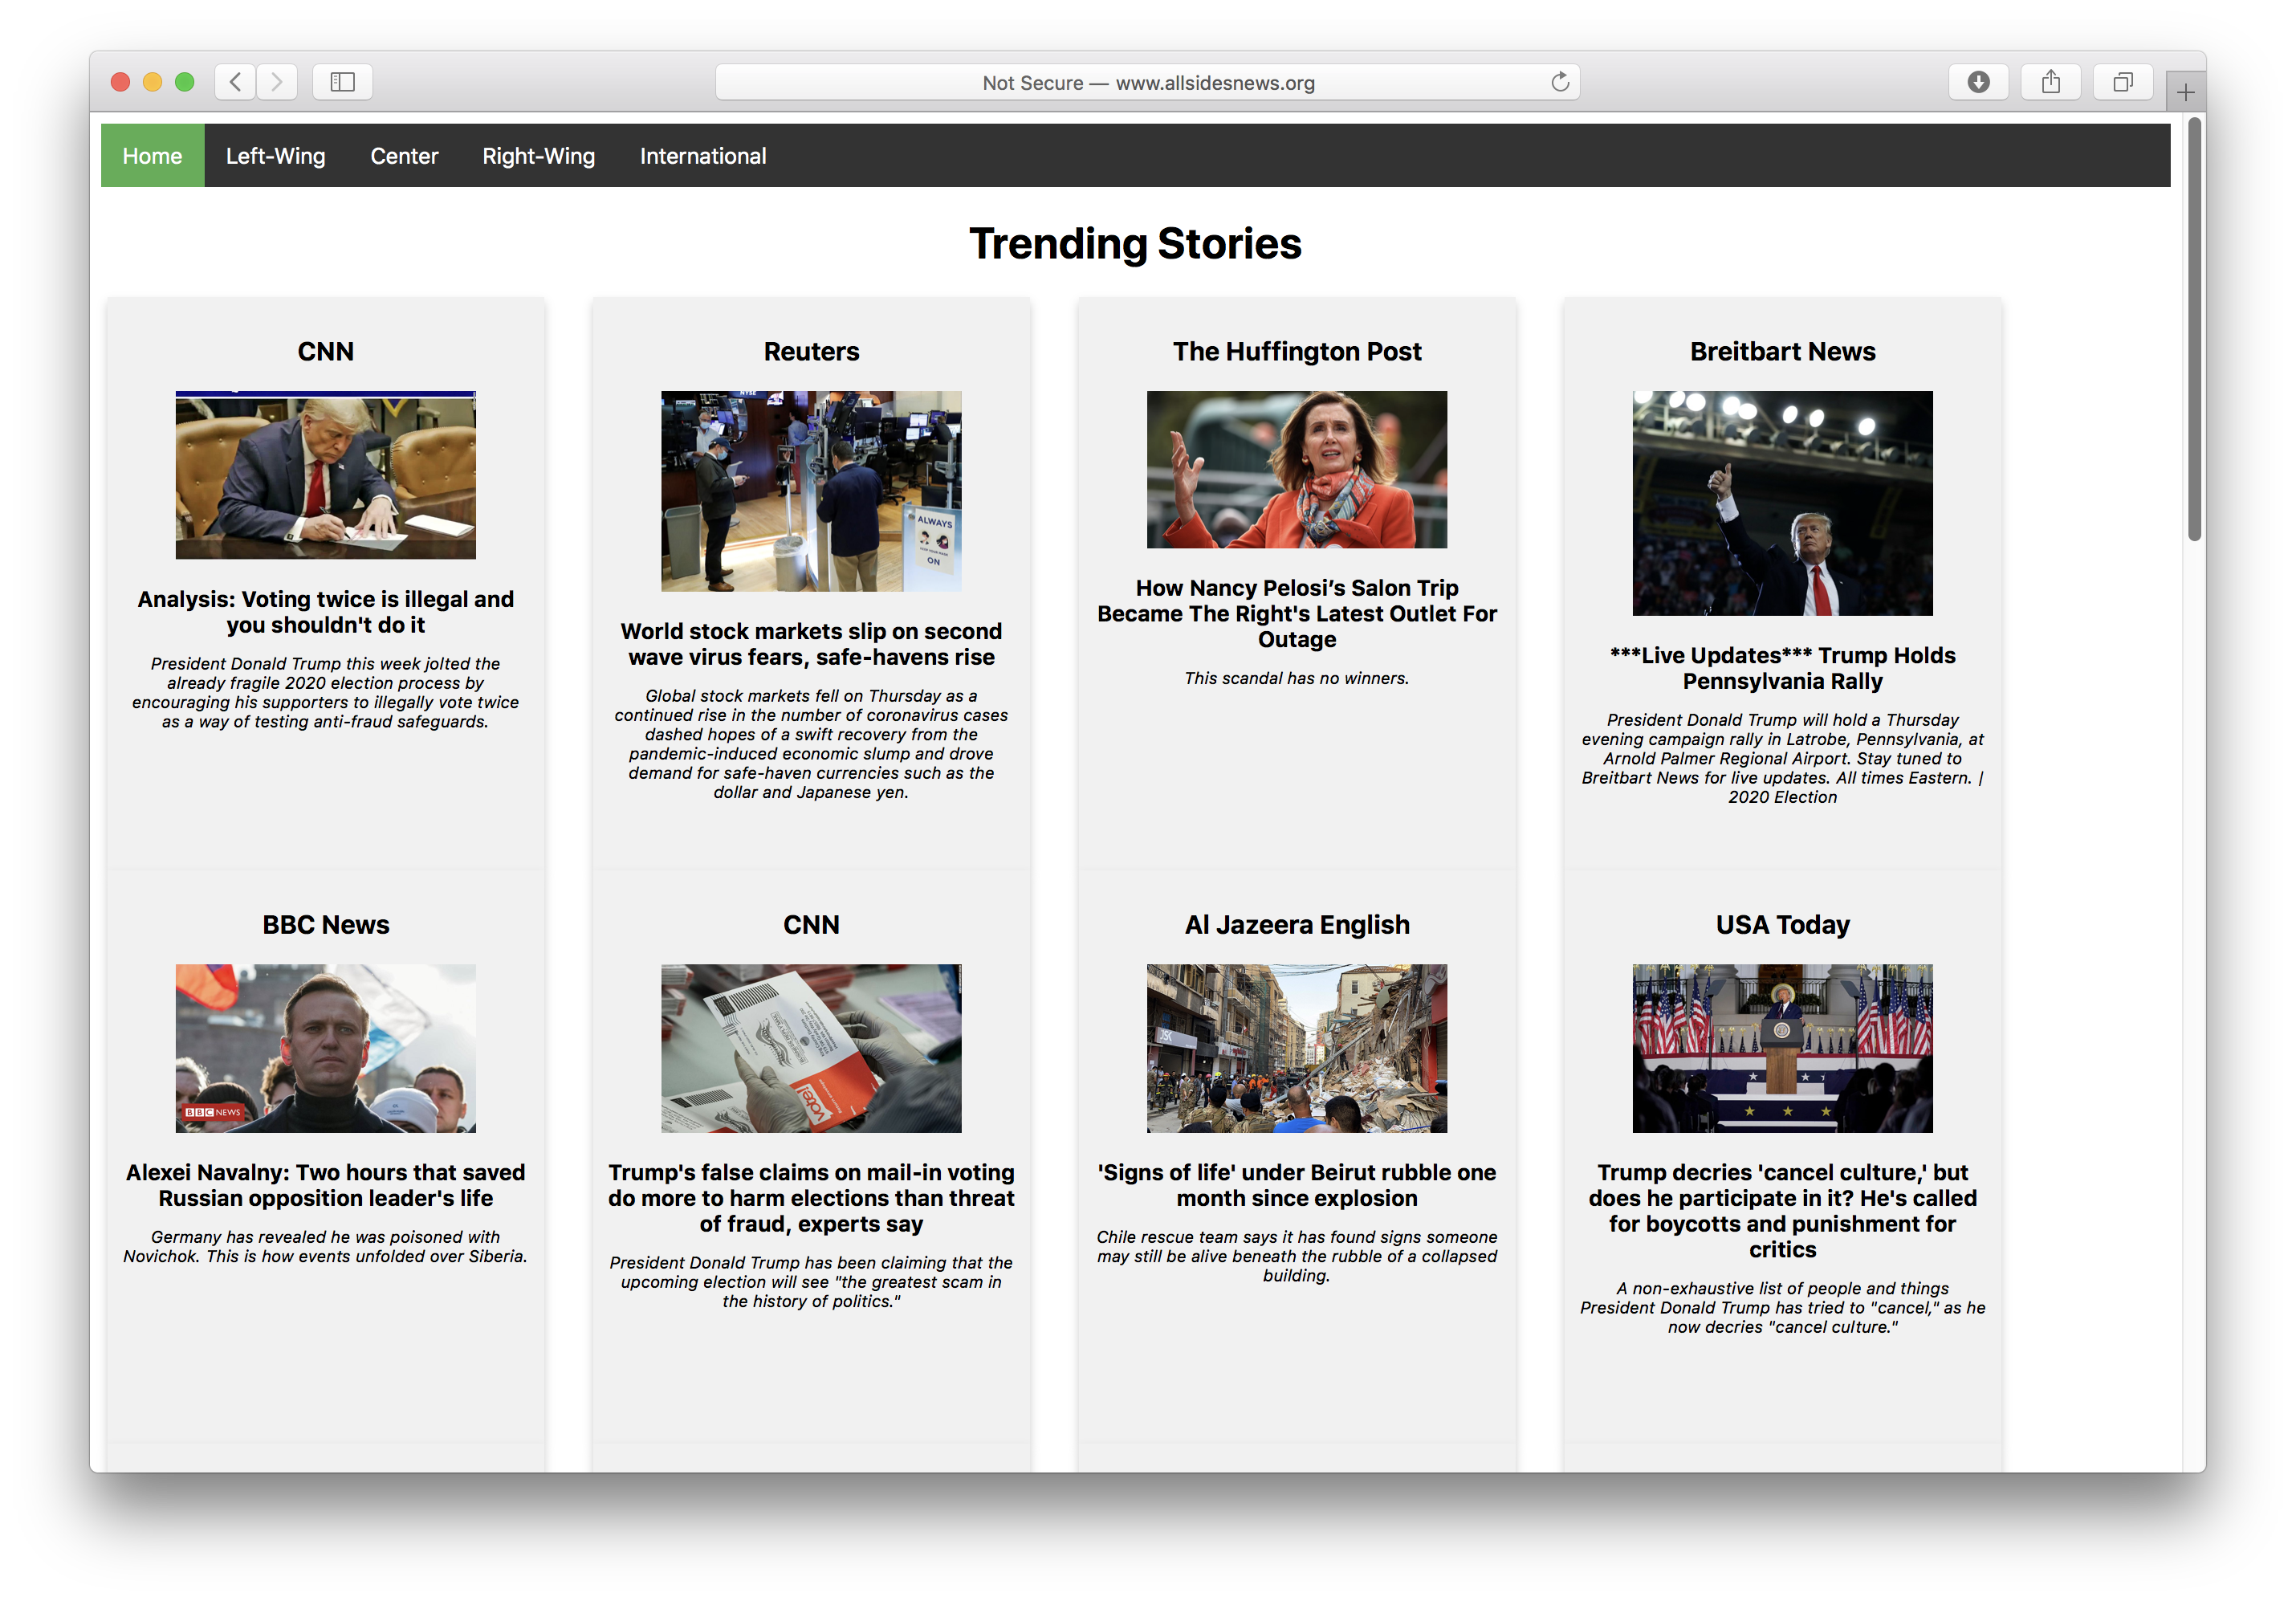 Not Secure — www.allsidesnews.org
Home Left-Wing Center Right-Wing International
Trending Stories
CNN
Analysis: Voting twice is illegal and
you shouldn't do it
President Donald Trump this week jolted the
already fragile 2020 election process by
encouraging his supporters to illegally vote twice
as a way of testing anti-fraud safeguards.
Reuters
NYSE
ALWAYS
ON
World stock markets slip on second
wave virus fears, safe-havens rise
Global stock markets fell on Thursday as a
continued rise in the number of coronavirus cases
dashed hopes of a swift recovery from the
pandemic-induced economic slump and drove
demand for safe-haven currencies such as the
dollar and Japanese yen.
The Huffington Post
How Nancy Pelosi’s Salon Trip
Became The Right's Latest Outlet For
Outage
This scandal has no winners.
Breitbart News
***Live Updates*** Trump Holds
Pennsylvania Rally
President Donald Trump will hold a Thursday
evening campaign rally in Latrobe, Pennsylvania, at
Arnold Palmer Regional Airport. Stay tuned to
Breitbart News for live updates. All times Eastern. |
2020 Election
BBC News
BBC NEWS
Alexei Navalny: Two hours that saved
Russian opposition leader's life
Germany has revealed he was poisoned with
Novichok. This is how events unfolded over Siberia.
CNN
vote!
Trump's false claims on mail-in voting
do more to harm elections than threat
of fraud, experts say
President Donald Trump has been claiming that the
upcoming election will see "the greatest scam in
the history of politics."
Al Jazeera English
'Signs of life' under Beirut rubble one
month since explosion
Chile rescue team says it has found signs someone
may still be alive beneath the rubble of a collapsed
building.
USA Today
Trump decries 'cancel culture,' but
does he participate in it? He's called
for boycotts and punishment for
critics
A non-exhaustive list of people and things
President Donald Trump has tried to "cancel," as he
now decries "cancel culture."